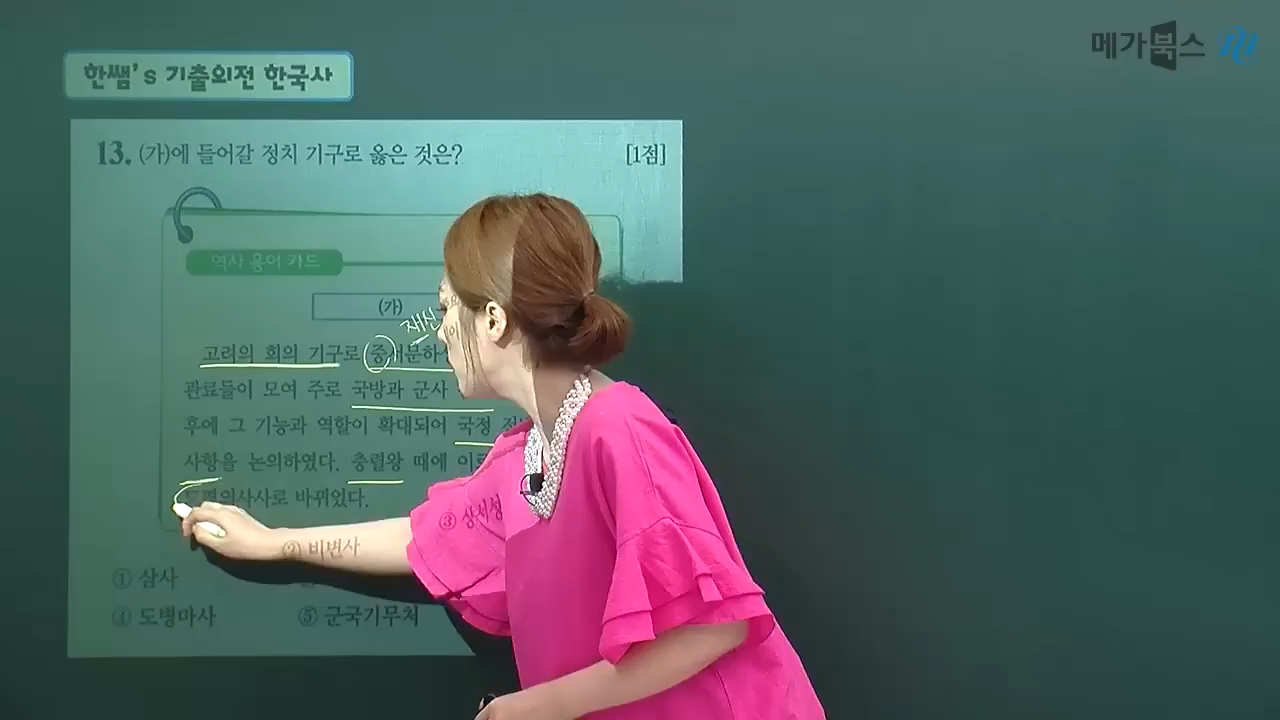 메가북스
한쌤's 기출외전 한국사
13. (가)에 들어갈 정치 기구로 옳은 것은? [1점]
역사 용어 카드
(가)
재신
고려의 회의 기구로 중서문하
관료들이 모여 주로 국방과 군사
후에 그 기능과 역할이 확대되어 국정
사항을 논의하였다. 충렬왕 때에
도평의사사로 바뀌었다.
① 삼사 ② 비변사 ③ 상서성
④ 도병마사 ⑤ 군국기무처